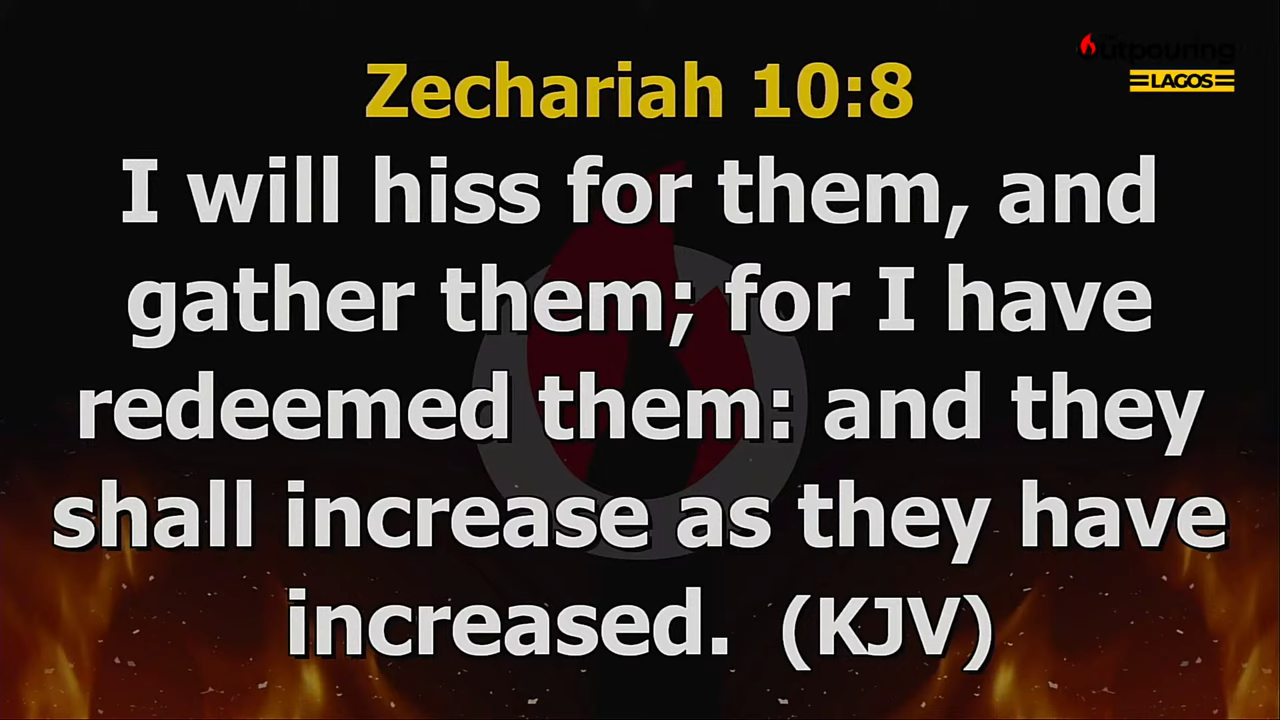 Outpouring
LAGOS
Zechariah 10:8
I will hiss for them, and
gather them; for I have
redeemed them: and they
shall increase as they have
increased. (KJV)